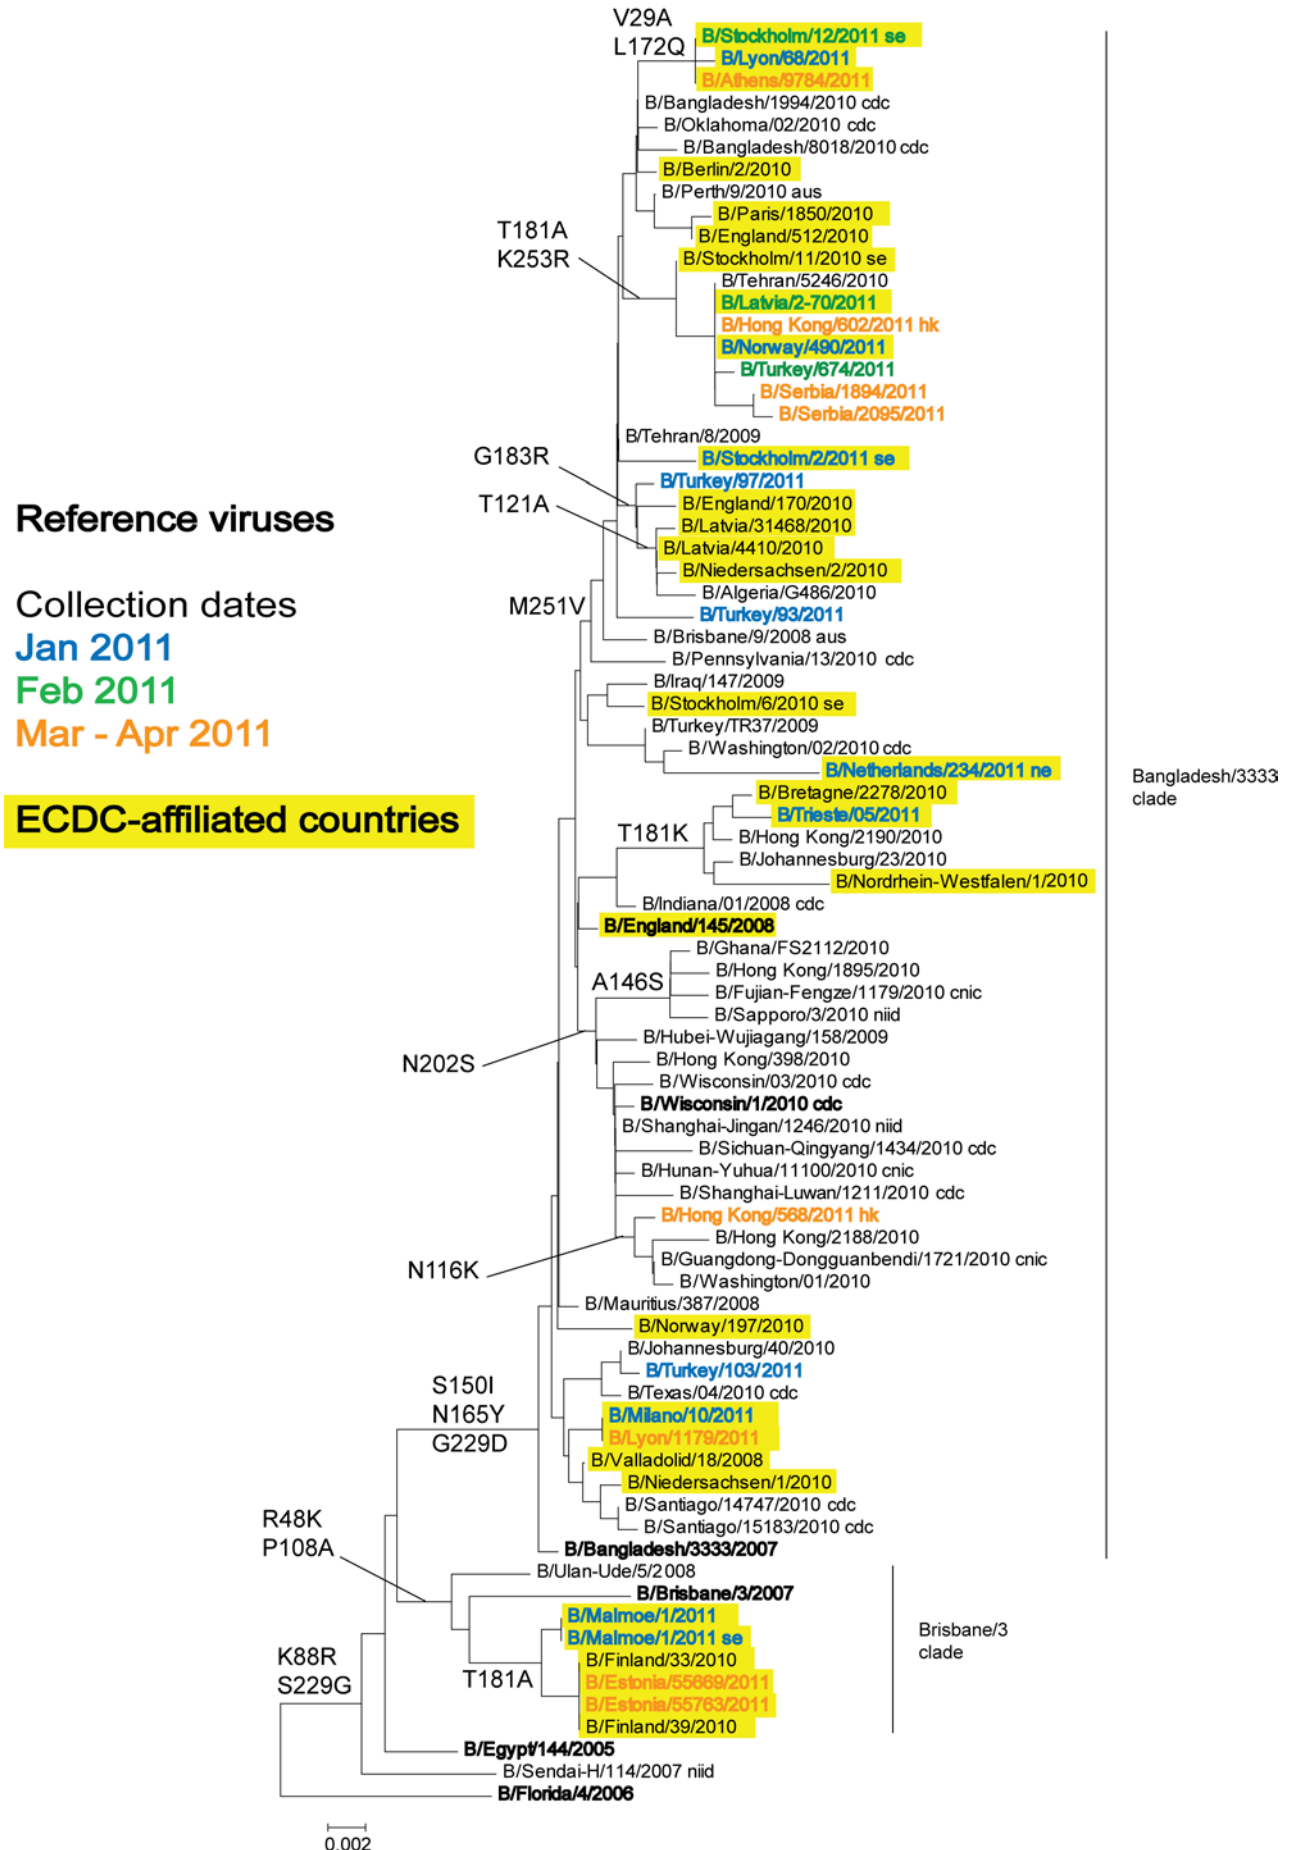 V29A
L172Q
B/Stockholm/12/2011 se
B/Lyon/68/2011
B/Athens/9784/2011
B/Bangladesh/1994/2010 cdc
B/Oklahoma/02/2010 cdc
B/Bangladesh/8018/2010 cdc
B/Berlin/2/2010
B/Perth/9/2010 aus
B/Paris/1850/2010
B/England/512/2010
T181A
K253R
B/Stockholm/11/2010 se
B/Tehran/5246/2010
B/Latvia/2-70/2011
B/Hong Kong/602/2011 hk
B/Norway/490/2011
B/Turkey/674/2011
B/Serbia/1894/2011
B/Serbia/2095/2011
B/Tehran/8/2009
G183R
B/Stockholm/2/2011 se
B/Turkey/97/2011
T121A
B/England/170/2010
B/Latvia/31468/2010
B/Latvia/4410/2010
B/Niedersachsen/2/2010
B/Algeria/G486/2010
M251V
B/Turkey/93/2011
B/Brisbane/9/2008 aus
B/Pennsylvania/13/2010 cdc
B/Iraq/147/2009
B/Stockholm/6/2010 se
B/Turkey/TR37/2009
B/Washington/02/2010 cdc
B/Netherlands/234/2011 ne
Reference viruses
Collection dates
Jan 2011
Feb 2011
Mar - Apr 2011
ECDC-affiliated countries
Bangladesh/3333
clade
B/Bretagne/2278/2010
B/Trieste/05/2011
T181K
B/Hong Kong/2190/2010
B/Johannesburg/23/2010
B/Nordrhein-Westfalen/1/2010
B/Indiana/01/2008 cdc
B/England/145/2008
B/Ghana/FS2112/2010
B/Hong Kong/1895/2010
A146S
B/Fujian-Fengze/1179/2010 cnic
B/Sapporo/3/2010 niid
B/Hubei-Wujiagang/158/2009
N202S
B/Hong Kong/398/2010
B/Wisconsin/03/2010 cdc
B/Wisconsin/1/2010 cdc
B/Shanghai-Jingan/1246/2010 niid
B/Sichuan-Qingyang/1434/2010 cdc
B/Hunan-Yuhua/11100/2010 cnic
B/Shanghai-Luwan/1211/2010 cdc
B/Hong Kong/568/2011 hk
B/Hong Kong/2188/2010
N116K
B/Guangdong-Dongguanbendi/1721/2010 cnic
B/Washington/01/2010
B/Mauritius/387/2008
B/Norway/197/2010
B/Johannesburg/40/2010
B/Turkey/103/2011
B/Texas/04/2010 cdc
S150I
N165Y
G229D
B/Milano/10/2011
B/Lyon/1179/2011
B/Valladolid/18/2008
B/Niedersachsen/1/2010
B/Santiago/14747/2010 cdc
B/Santiago/15183/2010 cdc
R48K
P108A
B/Bangladesh/3333/2007
B/Ulan-Ude/5/2008
B/Brisbane/3/2007
B/Malmoe/1/2011
B/Malmoe/1/2011 se
Brisbane/3
clade
K88R
S229G
B/Finland/33/2010
T181A
B/Estonia/55669/2011
B/Estonia/55763/2011
B/Finland/39/2010
B/Egypt/144/2005
B/Sendai-H/114/2007 niid
B/Florida/4/2006
0.002